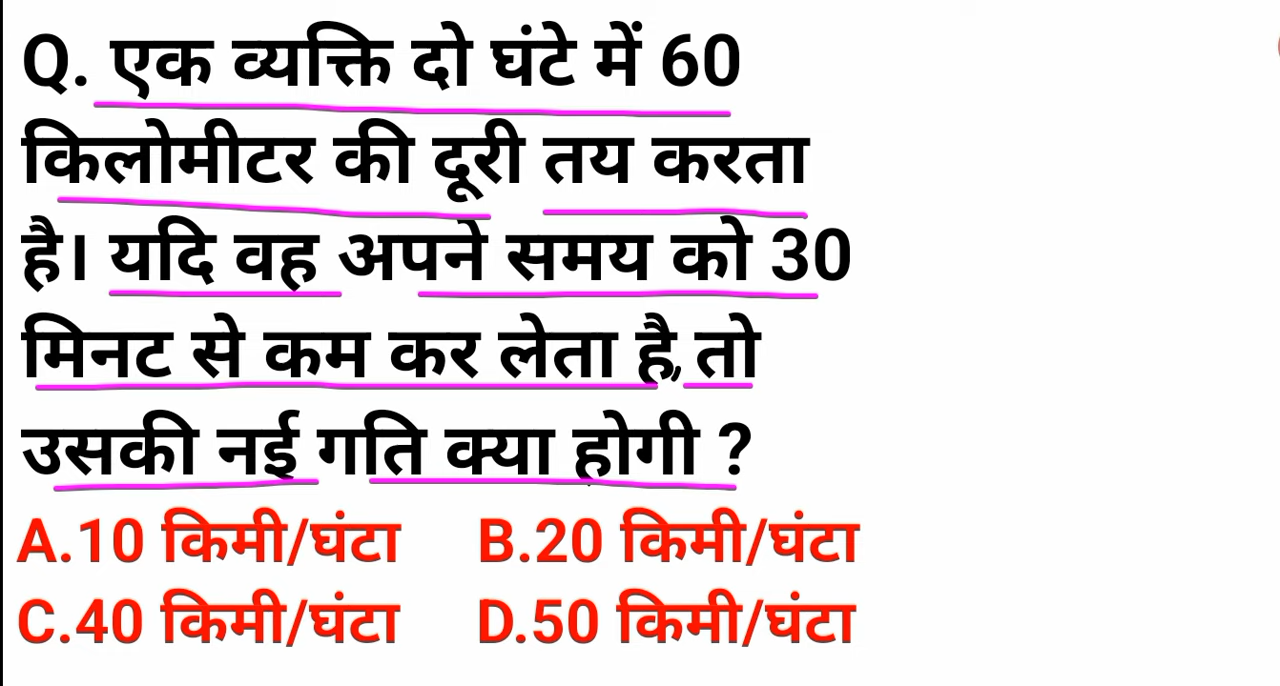 Q. एक व्यक्ति दो घंटे में 60
किलोमीटर की दूरी तय करता
है। यदि वह अपने समय को 30
मिनट से कम कर लेता है, तो
उसकी नई गति क्या होगी ?
A.10 किमी/घंटा B.20 किमी/घंटा
C.40 किमी/घंटा D.50 किमी/घंटा